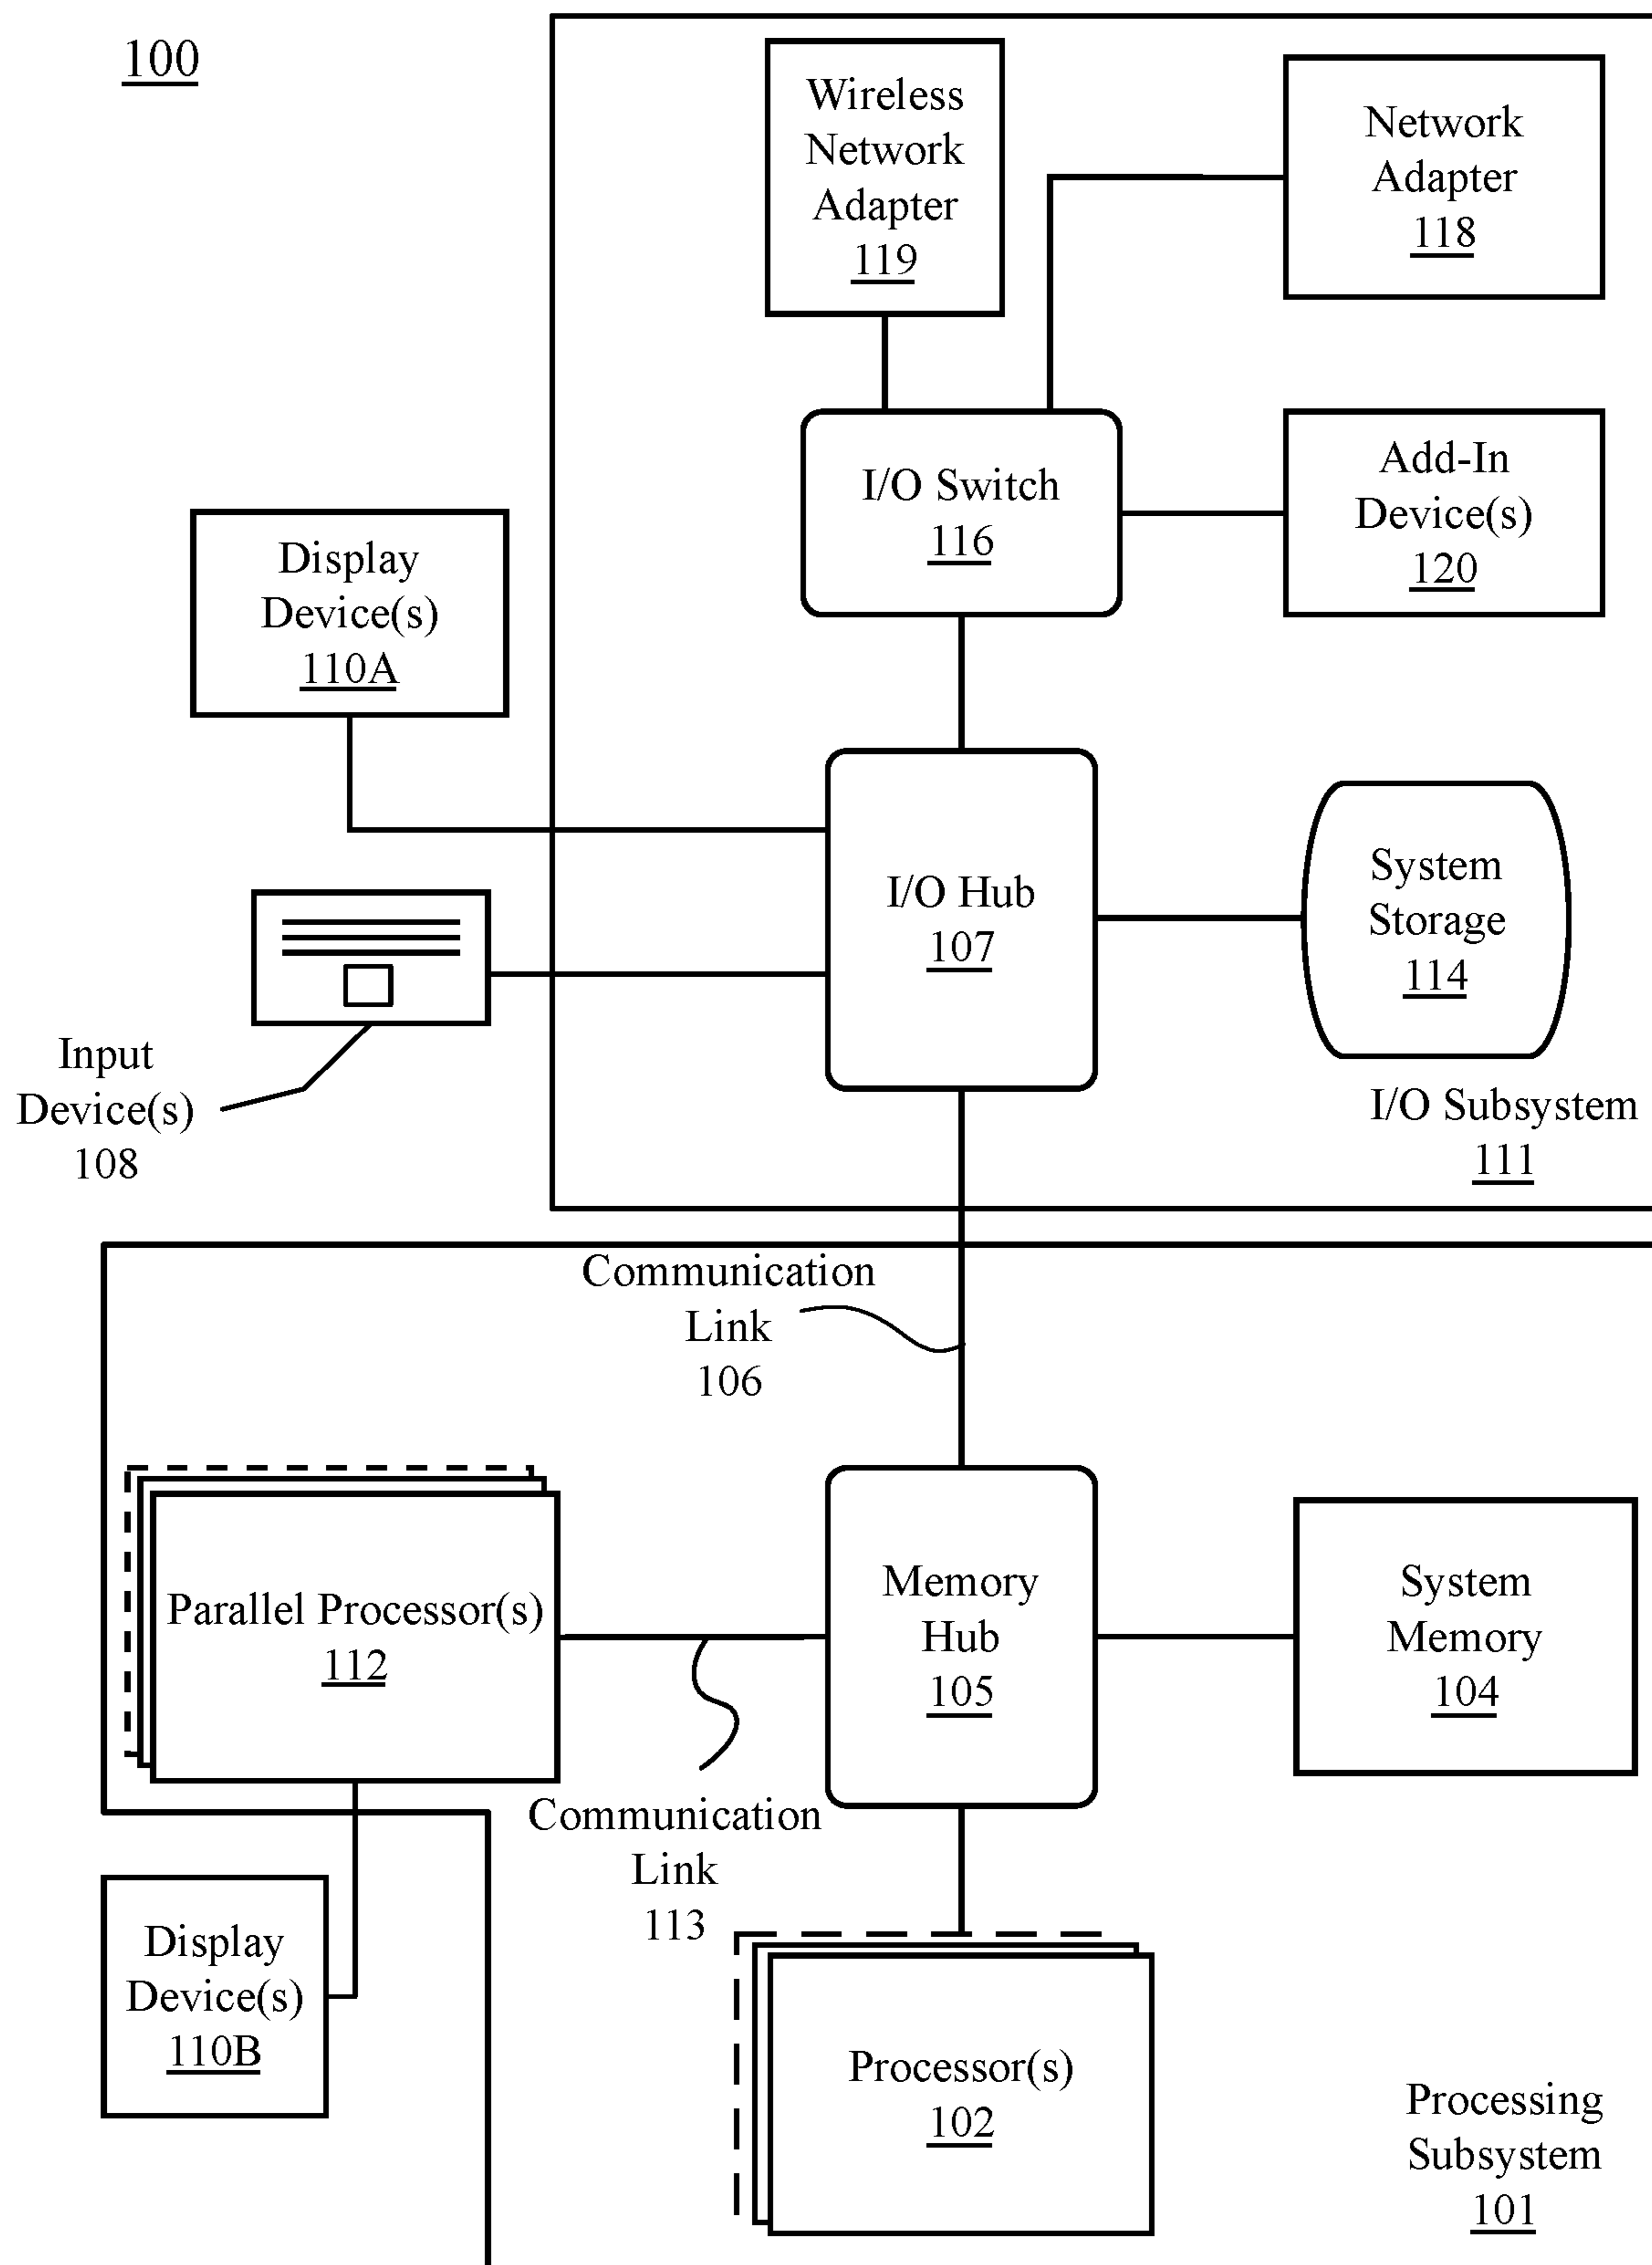 100
Wireless
Network
Adapter
119
Network
Adapter
118
I/O Switch
116
Add-In
Device(s)
120
Display
Device(s)
110A
I/O Hub
107
System
Storage
114
Input
Device(s)
108
I/O Subsystem
111
Communication
Link
106
Parallel Processor(s)
112
Memory
Hub
105
System
Memory
104
Communication
Link
113
Display
Device(s)
110B
Processor(s)
102
Processing
Subsystem
101